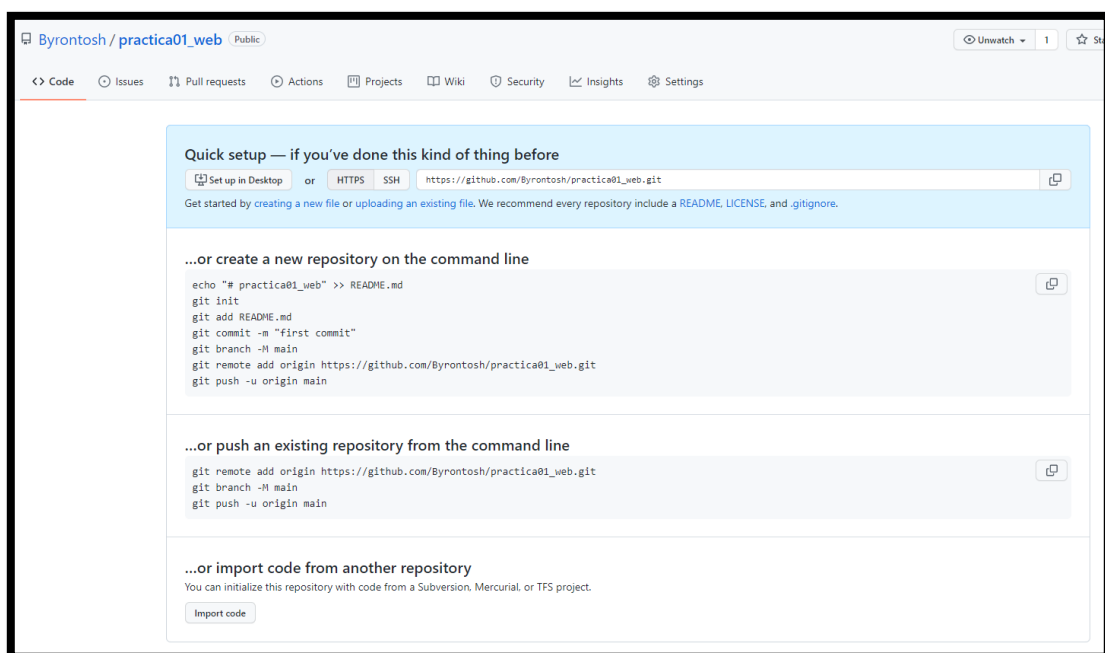 Byrontosh / practica01_web Public
Unwatch 1
<> Code Issues Pull requests Actions Projects Wiki Security Insights Settings
Quick setup — if you've done this kind of thing before
Set up in Desktop or HTTPS SSH https://github.com/Byrontosh/practica01_web.git
Get started by creating a new file or uploading an existing file. We recommend every repository include a README, LICENSE, and .gitignore.
...or create a new repository on the command line
echo "# practica01_web" >> README.md
git init
git add README.md
git commit -m "first commit"
git branch -M main
git remote add origin https://github.com/Byrontosh/practica01_web.git
git push -u origin main
...or push an existing repository from the command line
git remote add origin https://github.com/Byrontosh/practica01_web.git
git branch -M main
git push -u origin main
...or import code from another repository
You can initialize this repository with code from a Subversion, Mercurial, or TFS project.
Import code